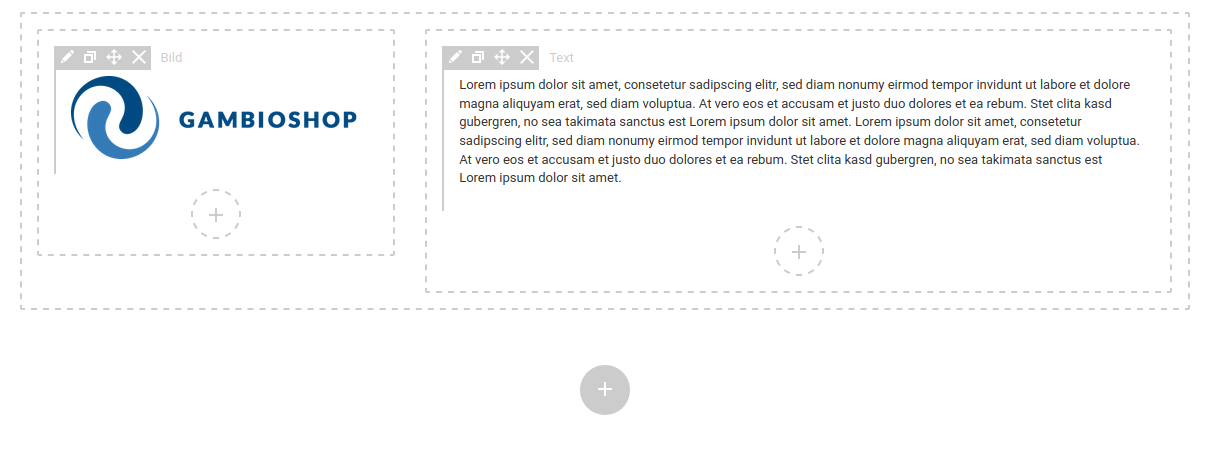 Bild
GAMBIOSHOP
Text
Lorem ipsum dolor sit amet, consetetur sadipscing elitr, sed diam nonumy eirmod tempor invidunt ut labore et dolore
magna aliquyam erat, sed diam voluptua. At vero eos et accusam et justo duo dolores et ea rebum. Stet clita kasd
gubergren, no sea takimata sanctus est Lorem ipsum dolor sit amet. Lorem ipsum dolor sit amet, consetetur
sadipscing elitr, sed diam nonumy eirmod tempor invidunt ut labore et dolore magna aliquyam erat, sed diam voluptua.
At vero eos et accusam et justo duo dolores et ea rebum. Stet clita kasd gubergren, no sea takimata sanctus est
Lorem ipsum dolor sit amet.